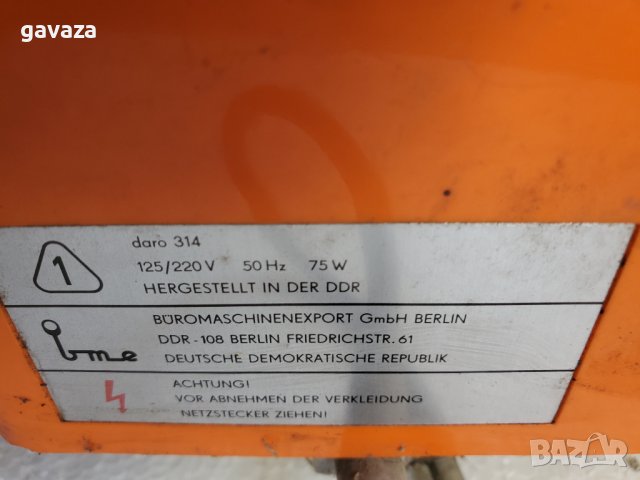 gavaza
1
daro 314
125/220 V 50 Hz 75 W
HERGESTELLT IN DER DDR
bme
BÜROMASCHINENEXPORT GmbH BERLIN
DDR - 108 BERLIN FRIEDRICHSTR. 61
DEUTSCHE DEMOKRATISCHE REPUBLIK
ACHTUNG!
VOR ABNEHMEN DER VERKLEIDUNG
NETZSTECKER ZIEHEN!
BAZAR